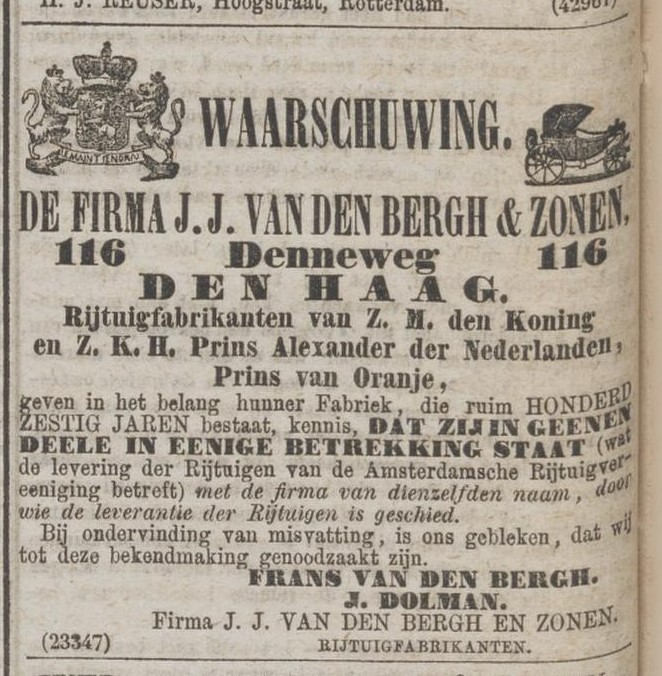 H. J. REUSER, Hoogstraat, Rotterdam. (42961)
MAINTIENDRAI
WAARSCHUWING.
DE FIRMA J. J. VAN DEN BERGH & ZONEN,
116 Denneweg 116
DEN HAAG.
Rijtuigfabrikanten van Z. M. den Koning
en Z. K. H. Prins Alexander der Nederlanden,
Prins van Oranje,
geven in het belang hunner Fabriek, die ruim HONDERD
ZESTIG JAREN bestaat, kennis, DAT ZIJ IN GEENEN
DEELE IN EENIGE BETREKKING STAAT (wat
de levering der Rijtuigen van de Amsterdamsche Rijtuigver-
eeniging betreft) met de firma van dienzelfden naam, door
wie de leverantie der Rijtuigen is geschied.
Bij ondervinding van misvatting, is ons gebleken, dat wij
tot deze bekendmaking genoodzaakt zijn.
FRANS VAN DEN BERGH.
J. DOLMAN.
Firma J. J. VAN DEN BERGH EN ZONEN.
(23347) RIJTUIGFABRIKANTEN.